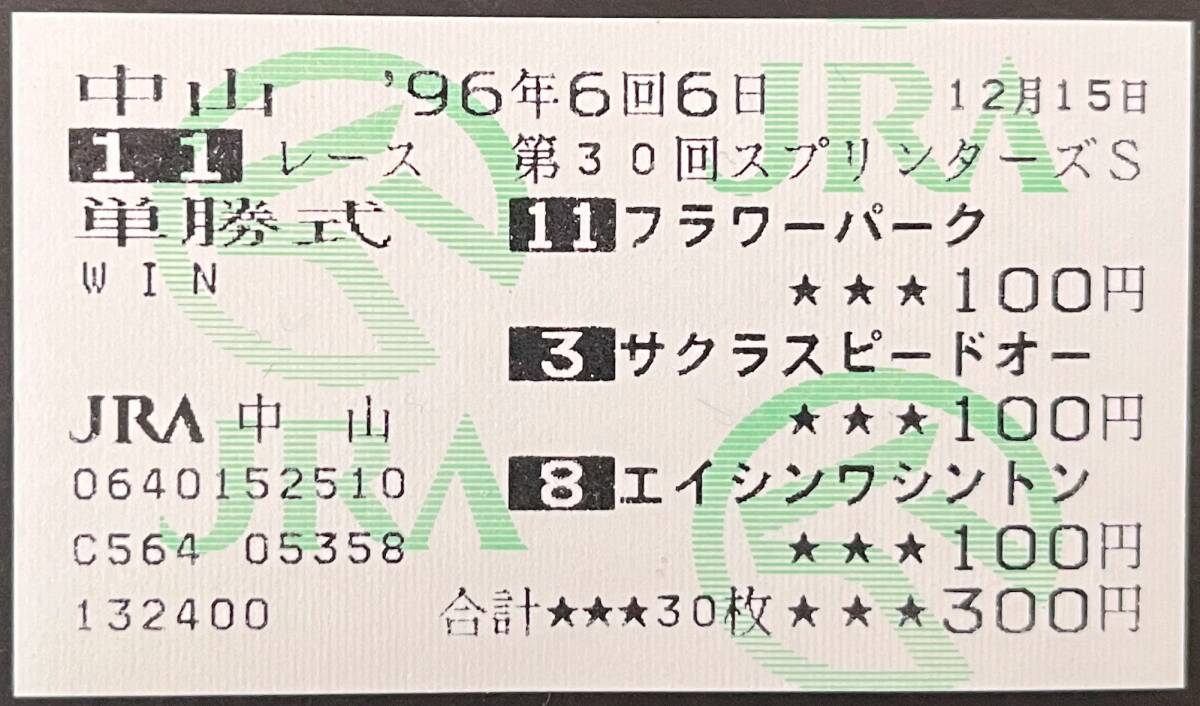 中山 '96年6回6日 12月15日
11 レース 第30回スプリンターズS
単勝式 11 フラワーパーク
WIN ★★★100円
3 サクラスピードオー
★★★100円
JRA 中山
0640152510 8 エイシンワシントン
C564 05358 ★★★100円
132400 合計★★★30枚★★★300円
JRA
JRA